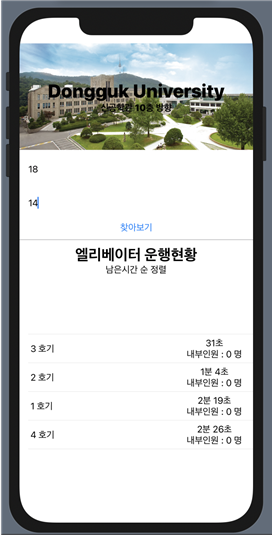 Dongguk University
신공학관 10층 방향
18
14
찾아보기
엘리베이터 운행현황
남은시간 순 정렬
3 호기
31초
내부인원 : 0 명
2 호기
1분 4초
내부인원 : 0 명
1 호기
2분 19초
내부인원 : 0 명
4 호기
2분 26초
내부인원 : 0 명